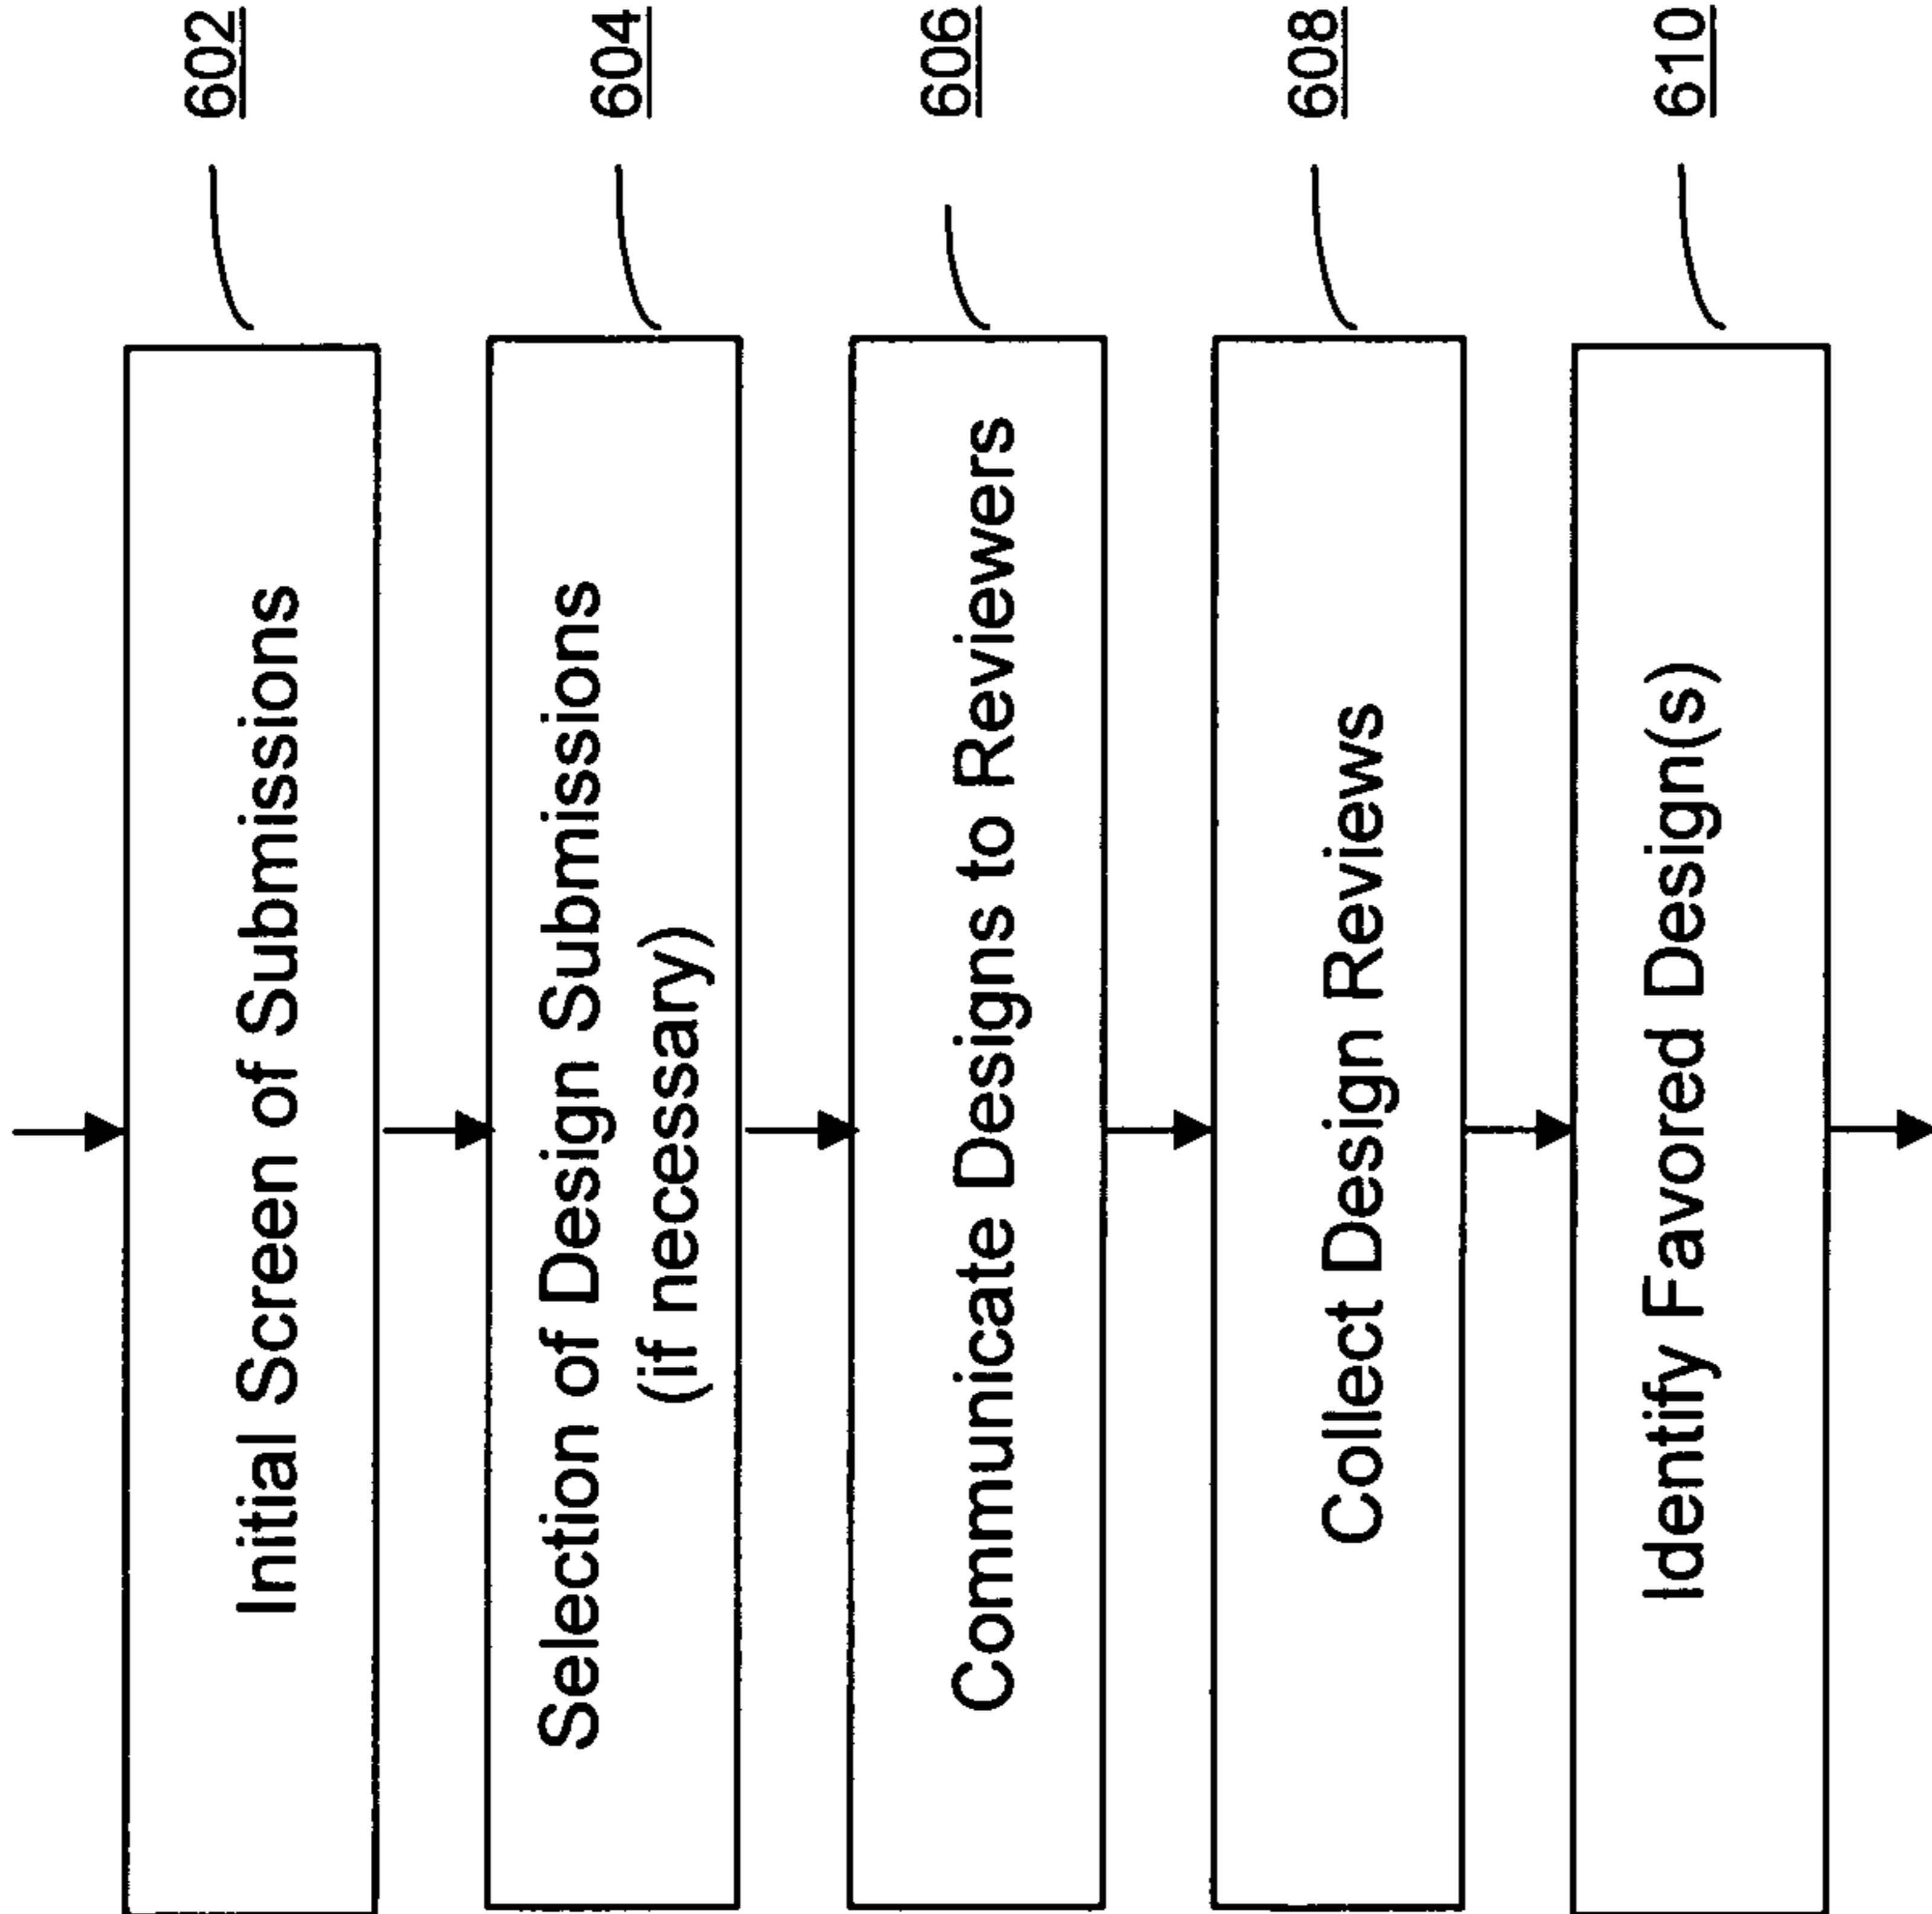 Initial Screen of Submissions
602
Selection of Design Submissions
(if necessary)
604
Communicate Designs to Reviewers
606
Collect Design Reviews
608
Identify Favored Design(s)
610